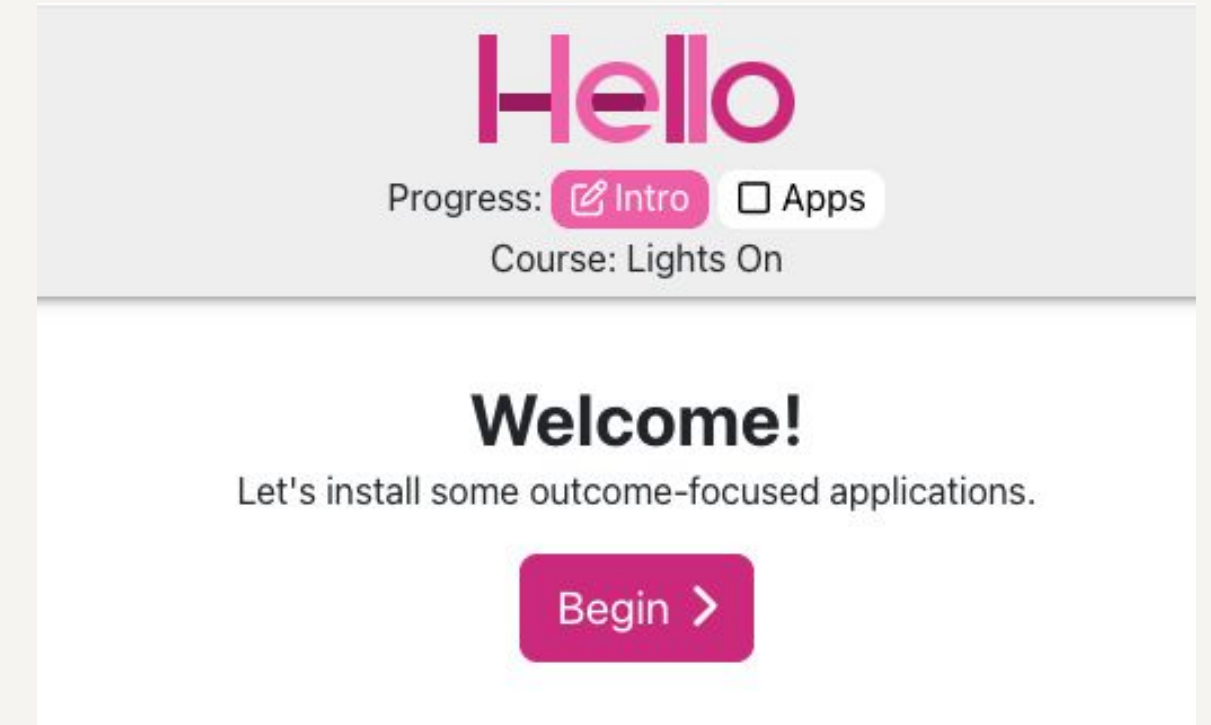 Hello
Progress: Intro Apps
Course: Lights On
Welcome!
Let's install some outcome-focused applications.
Begin